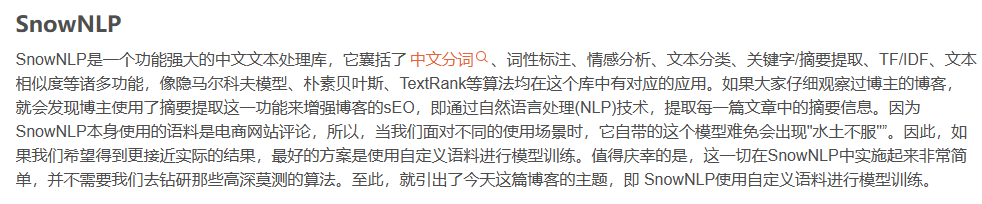 SnowNLP
SnowNLP是一个功能强大的中文文本处理库，它囊括了中文分词、词性标注、情感分析、文本分类、关键字/摘要提取、TF/IDF、文本
相似度等诸多功能，像隐马尔科夫模型、朴素贝叶斯、TextRank等算法均在这个库中有对应的应用。如果大家仔细观察过博主的博客，
就会发现博主使用了摘要提取这一功能来增强博客的sEO，即通过自然语言处理(NLP)技术，提取每一篇文章中的摘要信息。因为
SnowNLP本身使用的语料是电商网站评论，所以，当我们面对不同的使用场景时，它自带的这个模型难免会出现"水土不服""。因此，如
果我们希望得到更接近实际的结果，最好的方案是使用自定义语料进行模型训练。值得庆幸的是，这一切在SnowNLP中实施起来非常简
单，并不需要我们去钻研那些高深莫测的算法。至此，就引出了今天这篇博客的主题，即 SnowNLP使用自定义语料进行模型训练。